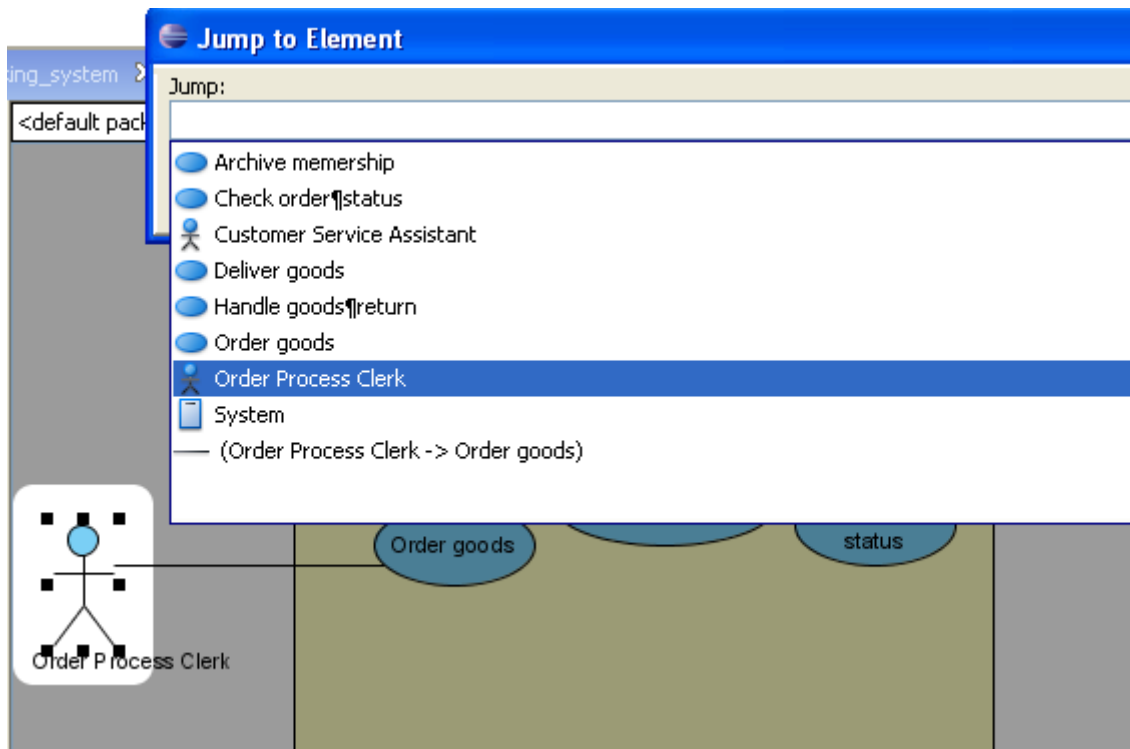 Jump to Element
king_system
Jump:
<default pack
Archive memership
Check order¶status
Customer Service Assistant
Deliver goods
Handle goods¶return
Order goods
Order Process Clerk
System
(Order Process Clerk -> Order goods)
Order goods
status
Order Process Clerk